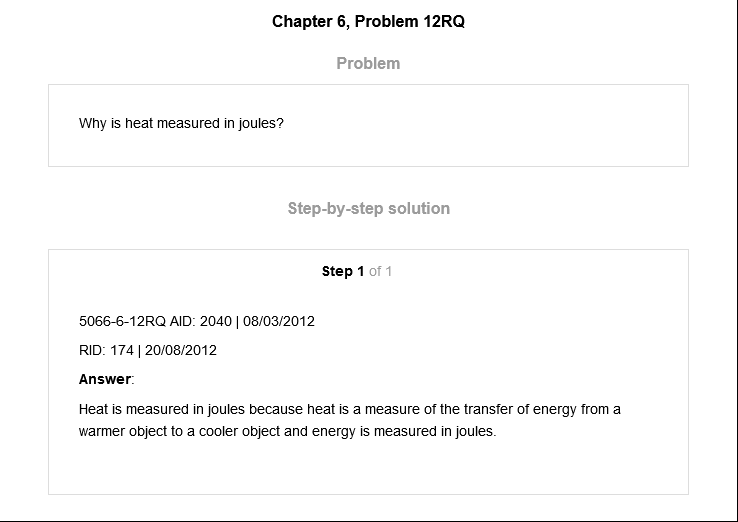 Chapter 6, Problem 12RQ
Problem
Why is heat measured in joules?
Step-by-step solution
Step 1 of 1
5066-6-12RQ AID: 2040 | 08/03/2012
RID: 174 | 20/08/2012
Answer:
Heat is measured in joules because heat is a measure of the transfer of energy from a
warmer object to a cooler object and energy is measured in joules.